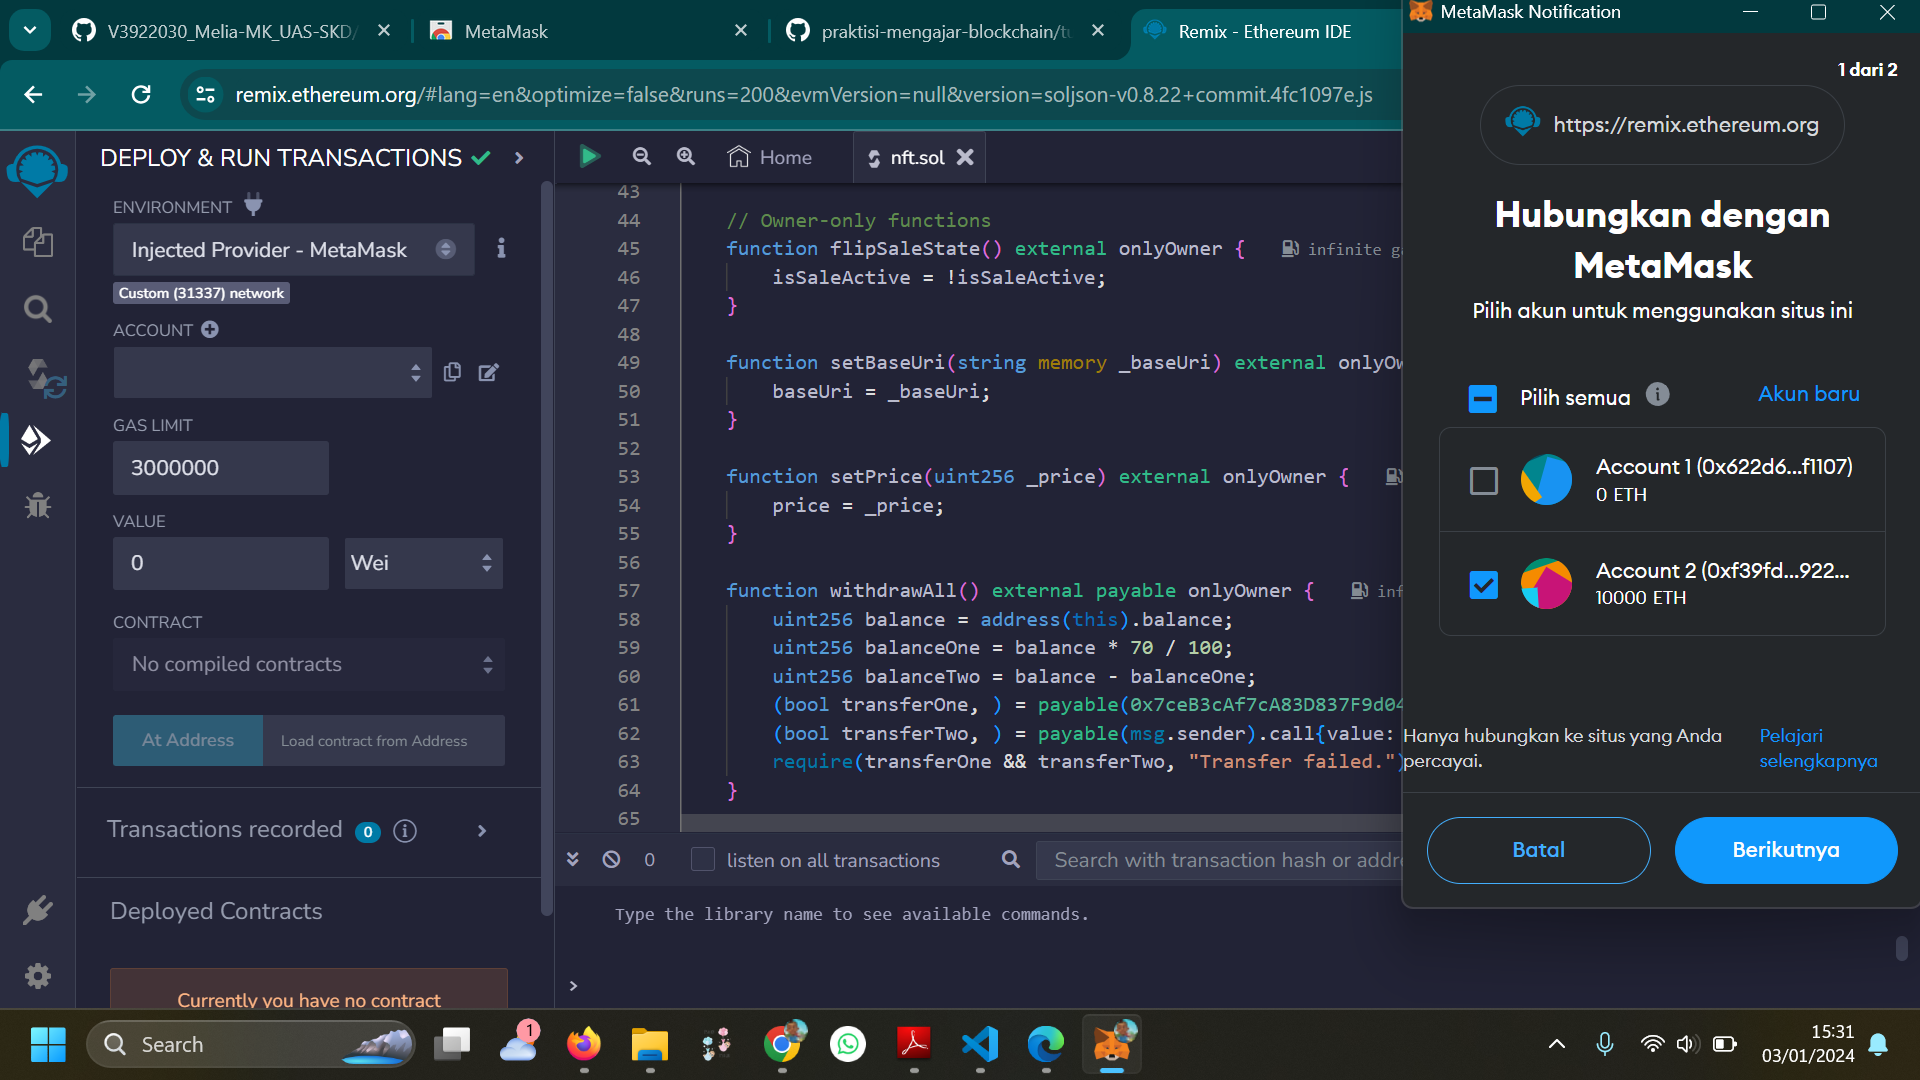 V3922030_Melia-MK_UAS-SKD/
MetaMask
praktisi-mengajar-blockchain/tu
Remix - Ethereum IDE
remix.ethereum.org/#lang=en&optimize=false&runs=200&evmVersion=null&version=soljson-v0.8.22+commit.4fc1097e.js
DEPLOY & RUN TRANSACTIONS
ENVIRONMENT
Injected Provider - MetaMask
Custom (31337) network
ACCOUNT
GAS LIMIT
3000000
VALUE
0
Wei
CONTRACT
No compiled contracts
At Address
Load contract from Address
Transactions recorded 0
Deployed Contracts
Currently you have no contract
Home
nft.sol
43
44 // Owner-only functions
45 function flipSaleState() external onlyOwner { infinite ga
46 isSaleActive = !isSaleActive;
47 }
48
49 function setBaseUri(string memory _baseUri) external onlyOw
50 baseUri = _baseUri;
51 }
52
53 function setPrice(uint256 _price) external onlyOwner {
54 price = _price;
55 }
56
57 function withdrawAll() external payable onlyOwner { inf
58 uint256 balance = address(this).balance;
59 uint256 balanceOne = balance * 70 / 100;
60 uint256 balanceTwo = balance - balanceOne;
61 (bool transferOne, ) = payable(0x7ceB3cAf7cA83D837F9d04
62 (bool transferTwo, ) = payable(msg.sender).call{value:
63 require(transferOne && transferTwo, "Transfer failed.")
64 }
65
0
listen on all transactions
Search with transaction hash or addre
Type the library name to see available commands.
>
MetaMask Notification
1 dari 2
https://remix.ethereum.org
Hubungkan dengan
MetaMask
Pilih akun untuk menggunakan situs ini
Pilih semua
Akun baru
Account 1 (0x622d6...f1107)
0 ETH
Account 2 (0xf39fd...922...
10000 ETH
Hanya hubungkan ke situs yang Anda
percayai.
Pelajari
selengkapnya
Batal
Berikutnya
Search
1
15:31
03/01/2024